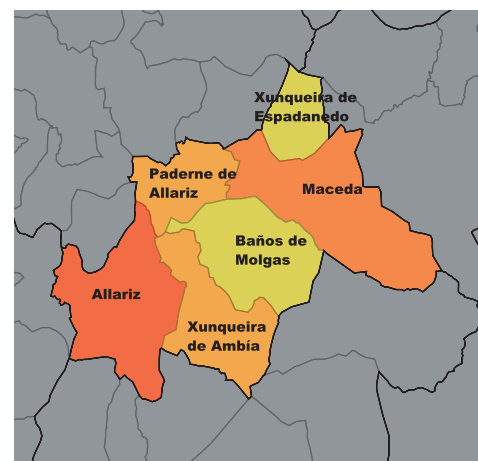 Xunqueira de
Espadanedo
Paderne de
Allariz
Maceda
Baños de
Molgas
Allariz
Xunqueira
de Ambía